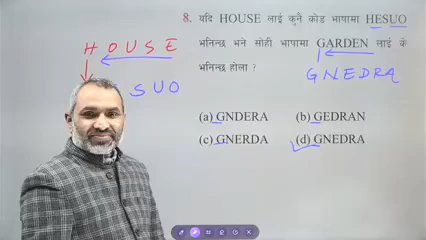 8. यदि HOUSE लाई कुनै कोड भाषामा HESUO
भनिन्छ भने सोही भाषामा GARDEN लाई के
भनिन्छ होला ?
HOUSE
SUO
GNEDRA
(a) GNDERA (b) GEDRAN
(c) GNERDA (d) GNEDRA